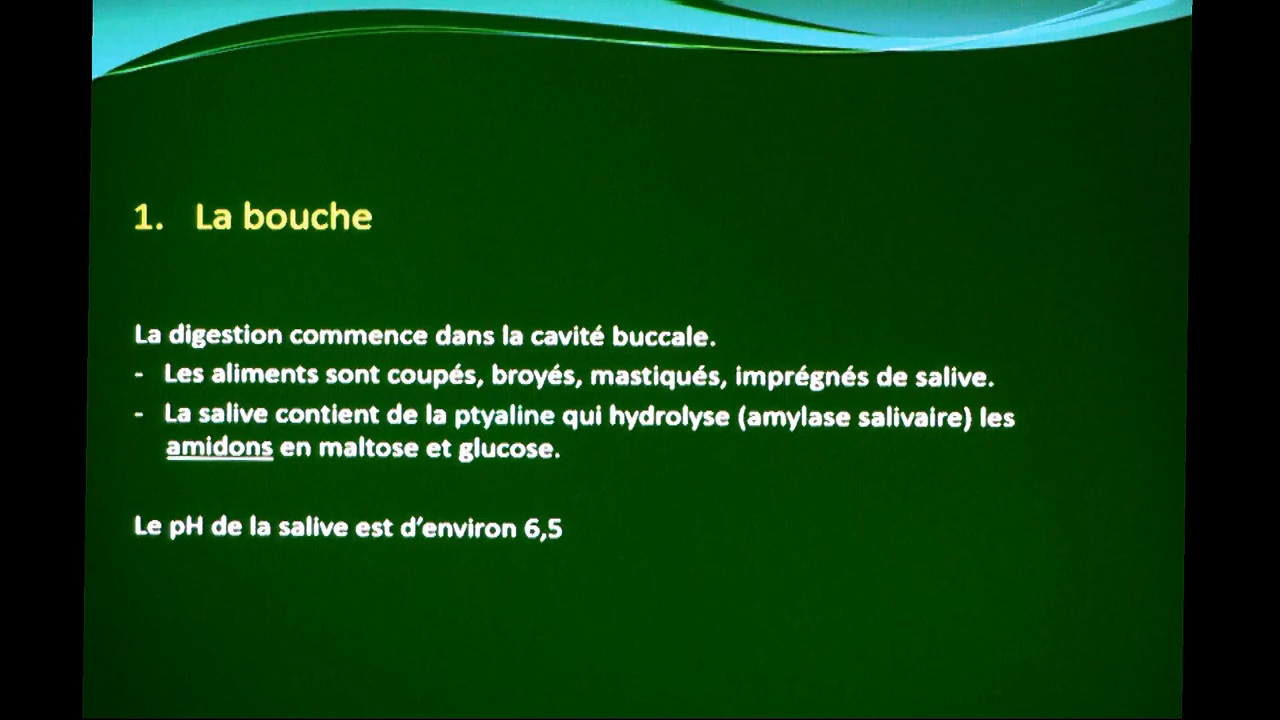 1. La bouche
La digestion commence dans la cavité buccale.
- Les aliments sont coupés, broyés, mastiqués, imprégnés de salive.
- La salive contient de la ptyaline qui hydrolyse (amylase salivaire) les
amidons en maltose et glucose.
Le pH de la salive est d’environ 6,5